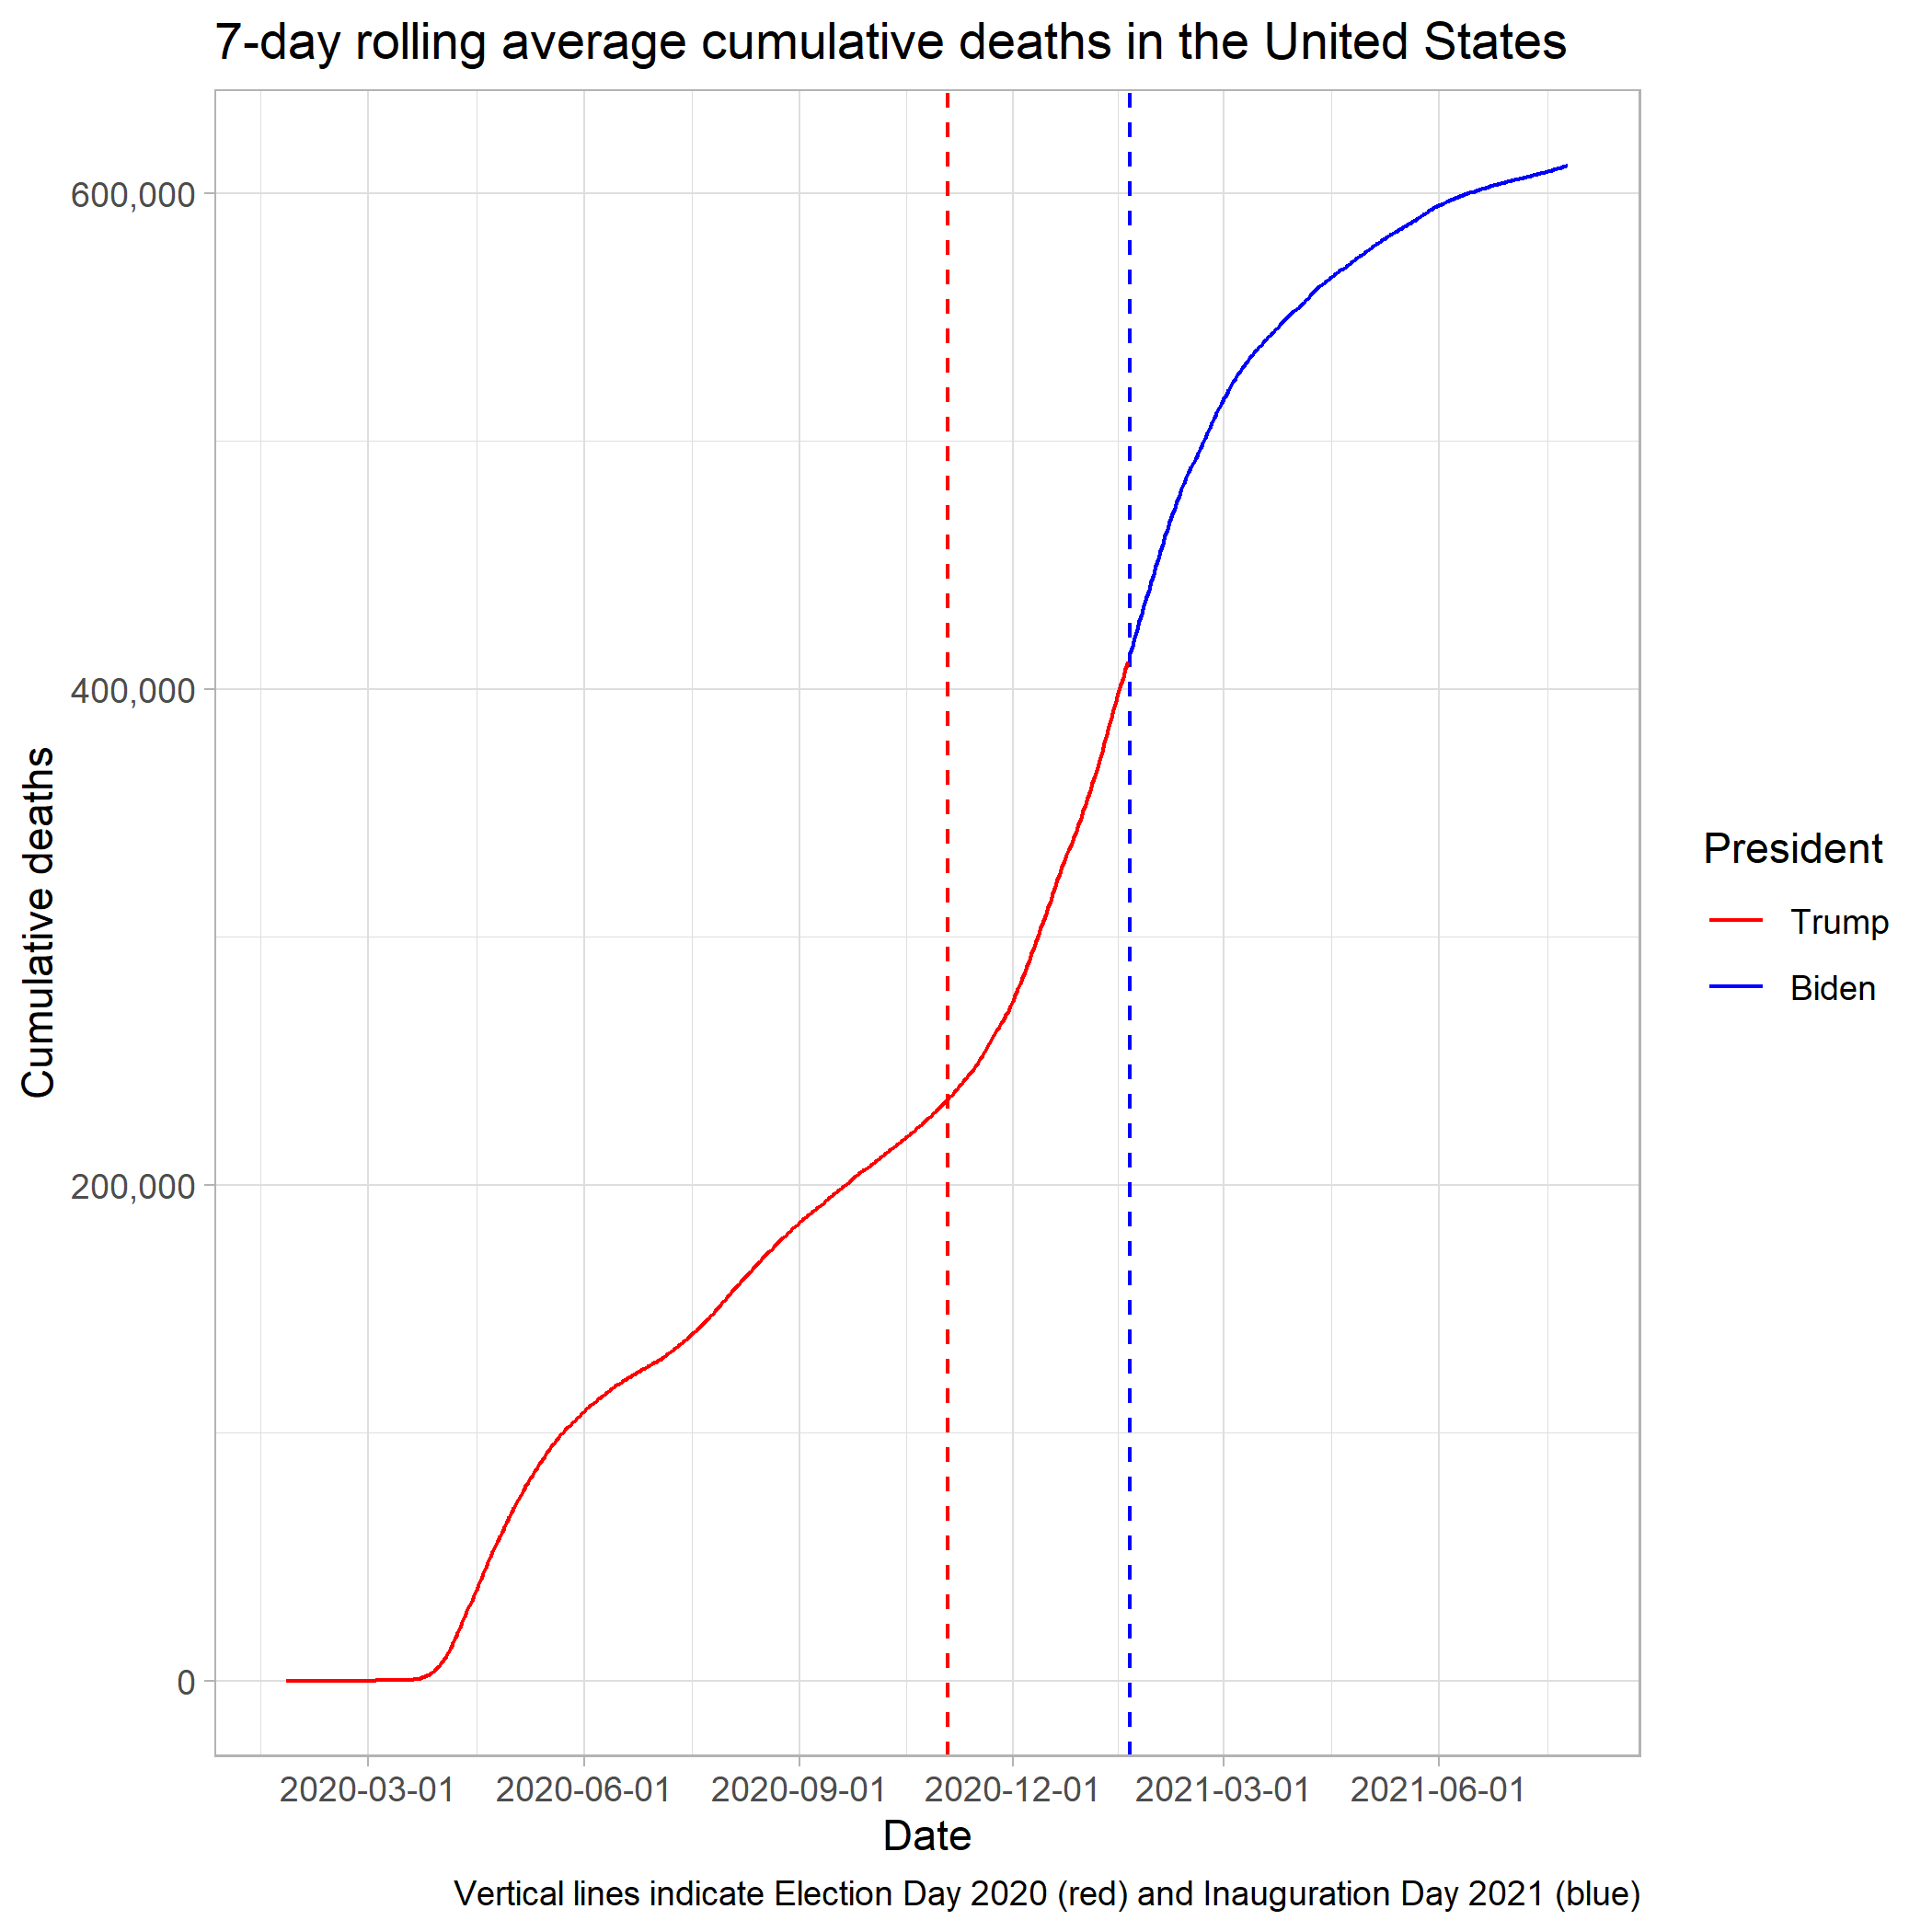 7-day rolling average cumulative deaths in the United States
600,000
400,000
200,000
0
Cumulative deaths
2020-03-01
2020-06-01
2020-09-01
2020-12-01
2021-03-01
2021-06-01
Date
President
Trump
Biden
Vertical lines indicate Election Day 2020 (red) and Inauguration Day 2021 (blue)